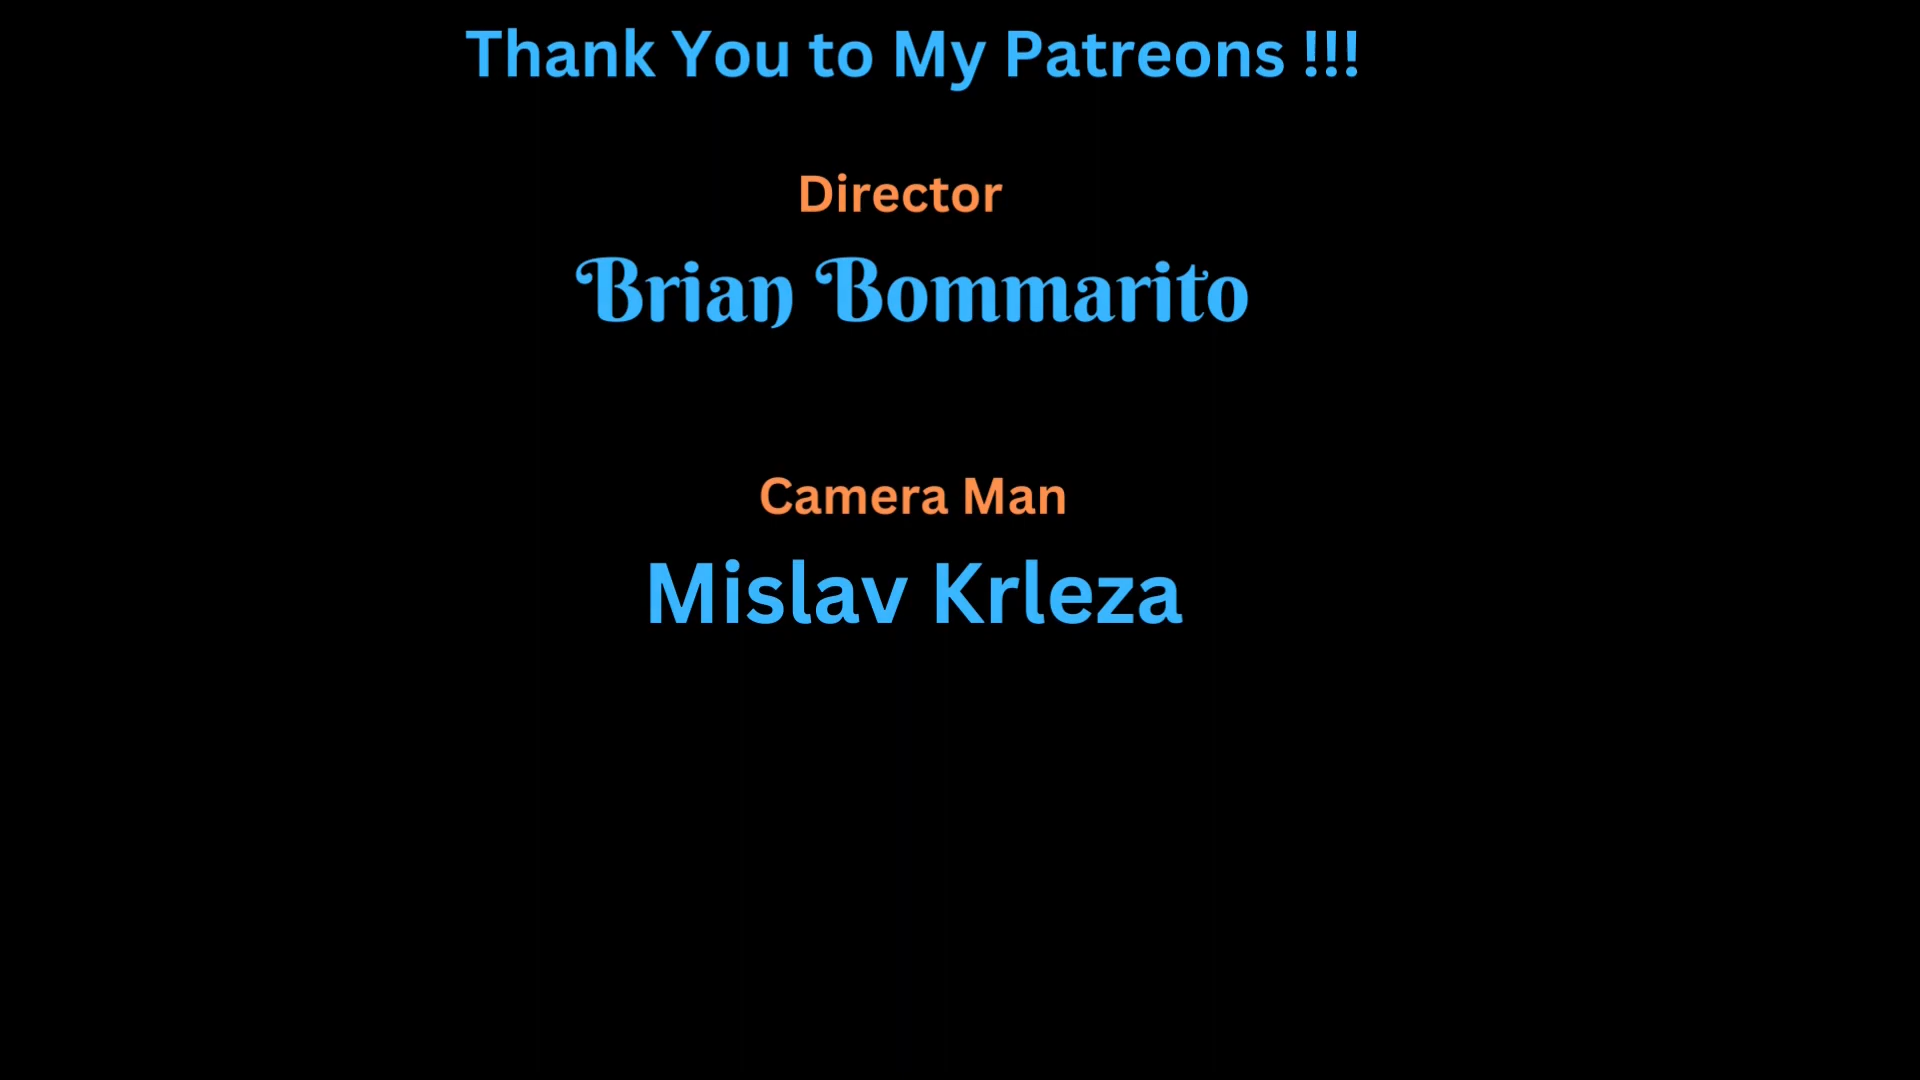 Thank You to My Patreons !!!
Director
Brian Bommarito
Camera Man
Mislav Krleza